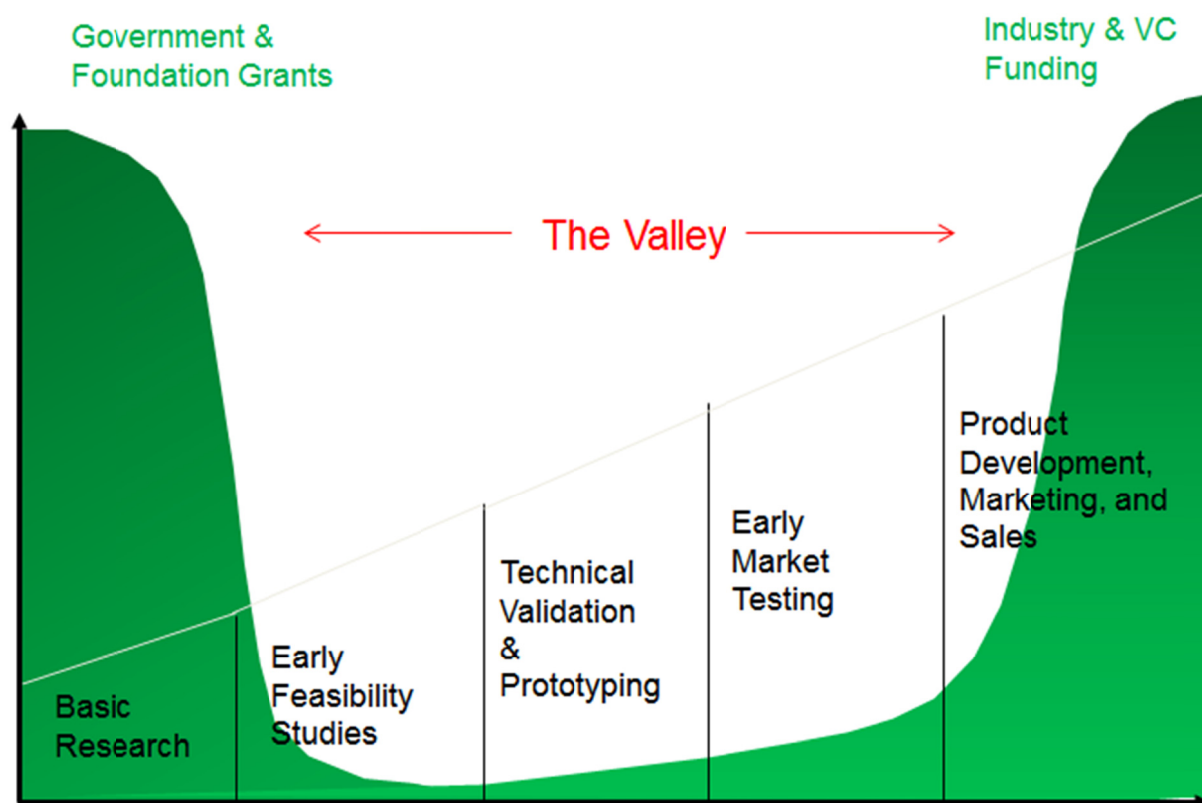 Government &
Foundation Grants
Industry & VC
Funding
The Valley
Basic
Research
Early
Feasibility
Studies
Technical
Validation
&
Prototyping
Early
Market
Testing
Product
Development,
Marketing, and
Sales